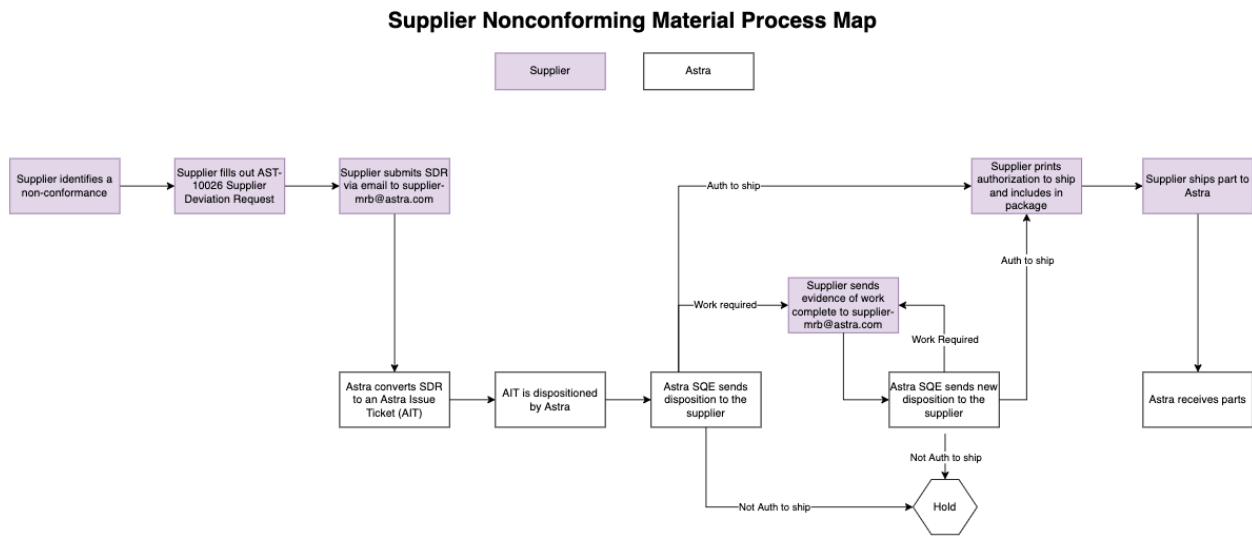 Supplier Nonconforming Material Process Map
Supplier
Astra
Supplier identifies a
non-conformance
Supplier fills out AST-
10026 Supplier
Deviation Request
Supplier submits SDR
via email to supplier-
mrb@astra.com
Supplier prints
authorization to ship
and includes in
package
Supplier ships part to
Astra
Auth to ship
Auth to ship
Supplier sends
evidence of work
complete to supplier-
mrb@astra.com
Work required
Work Required
Astra converts SDR
to an Astra Issue
Ticket (AIT)
AIT is dispositioned
by Astra
Astra SQE sends
disposition to the
supplier
Astra SQE sends new
disposition to the
supplier
Astra receives parts
Not Auth to ship
Not Auth to ship
Hold